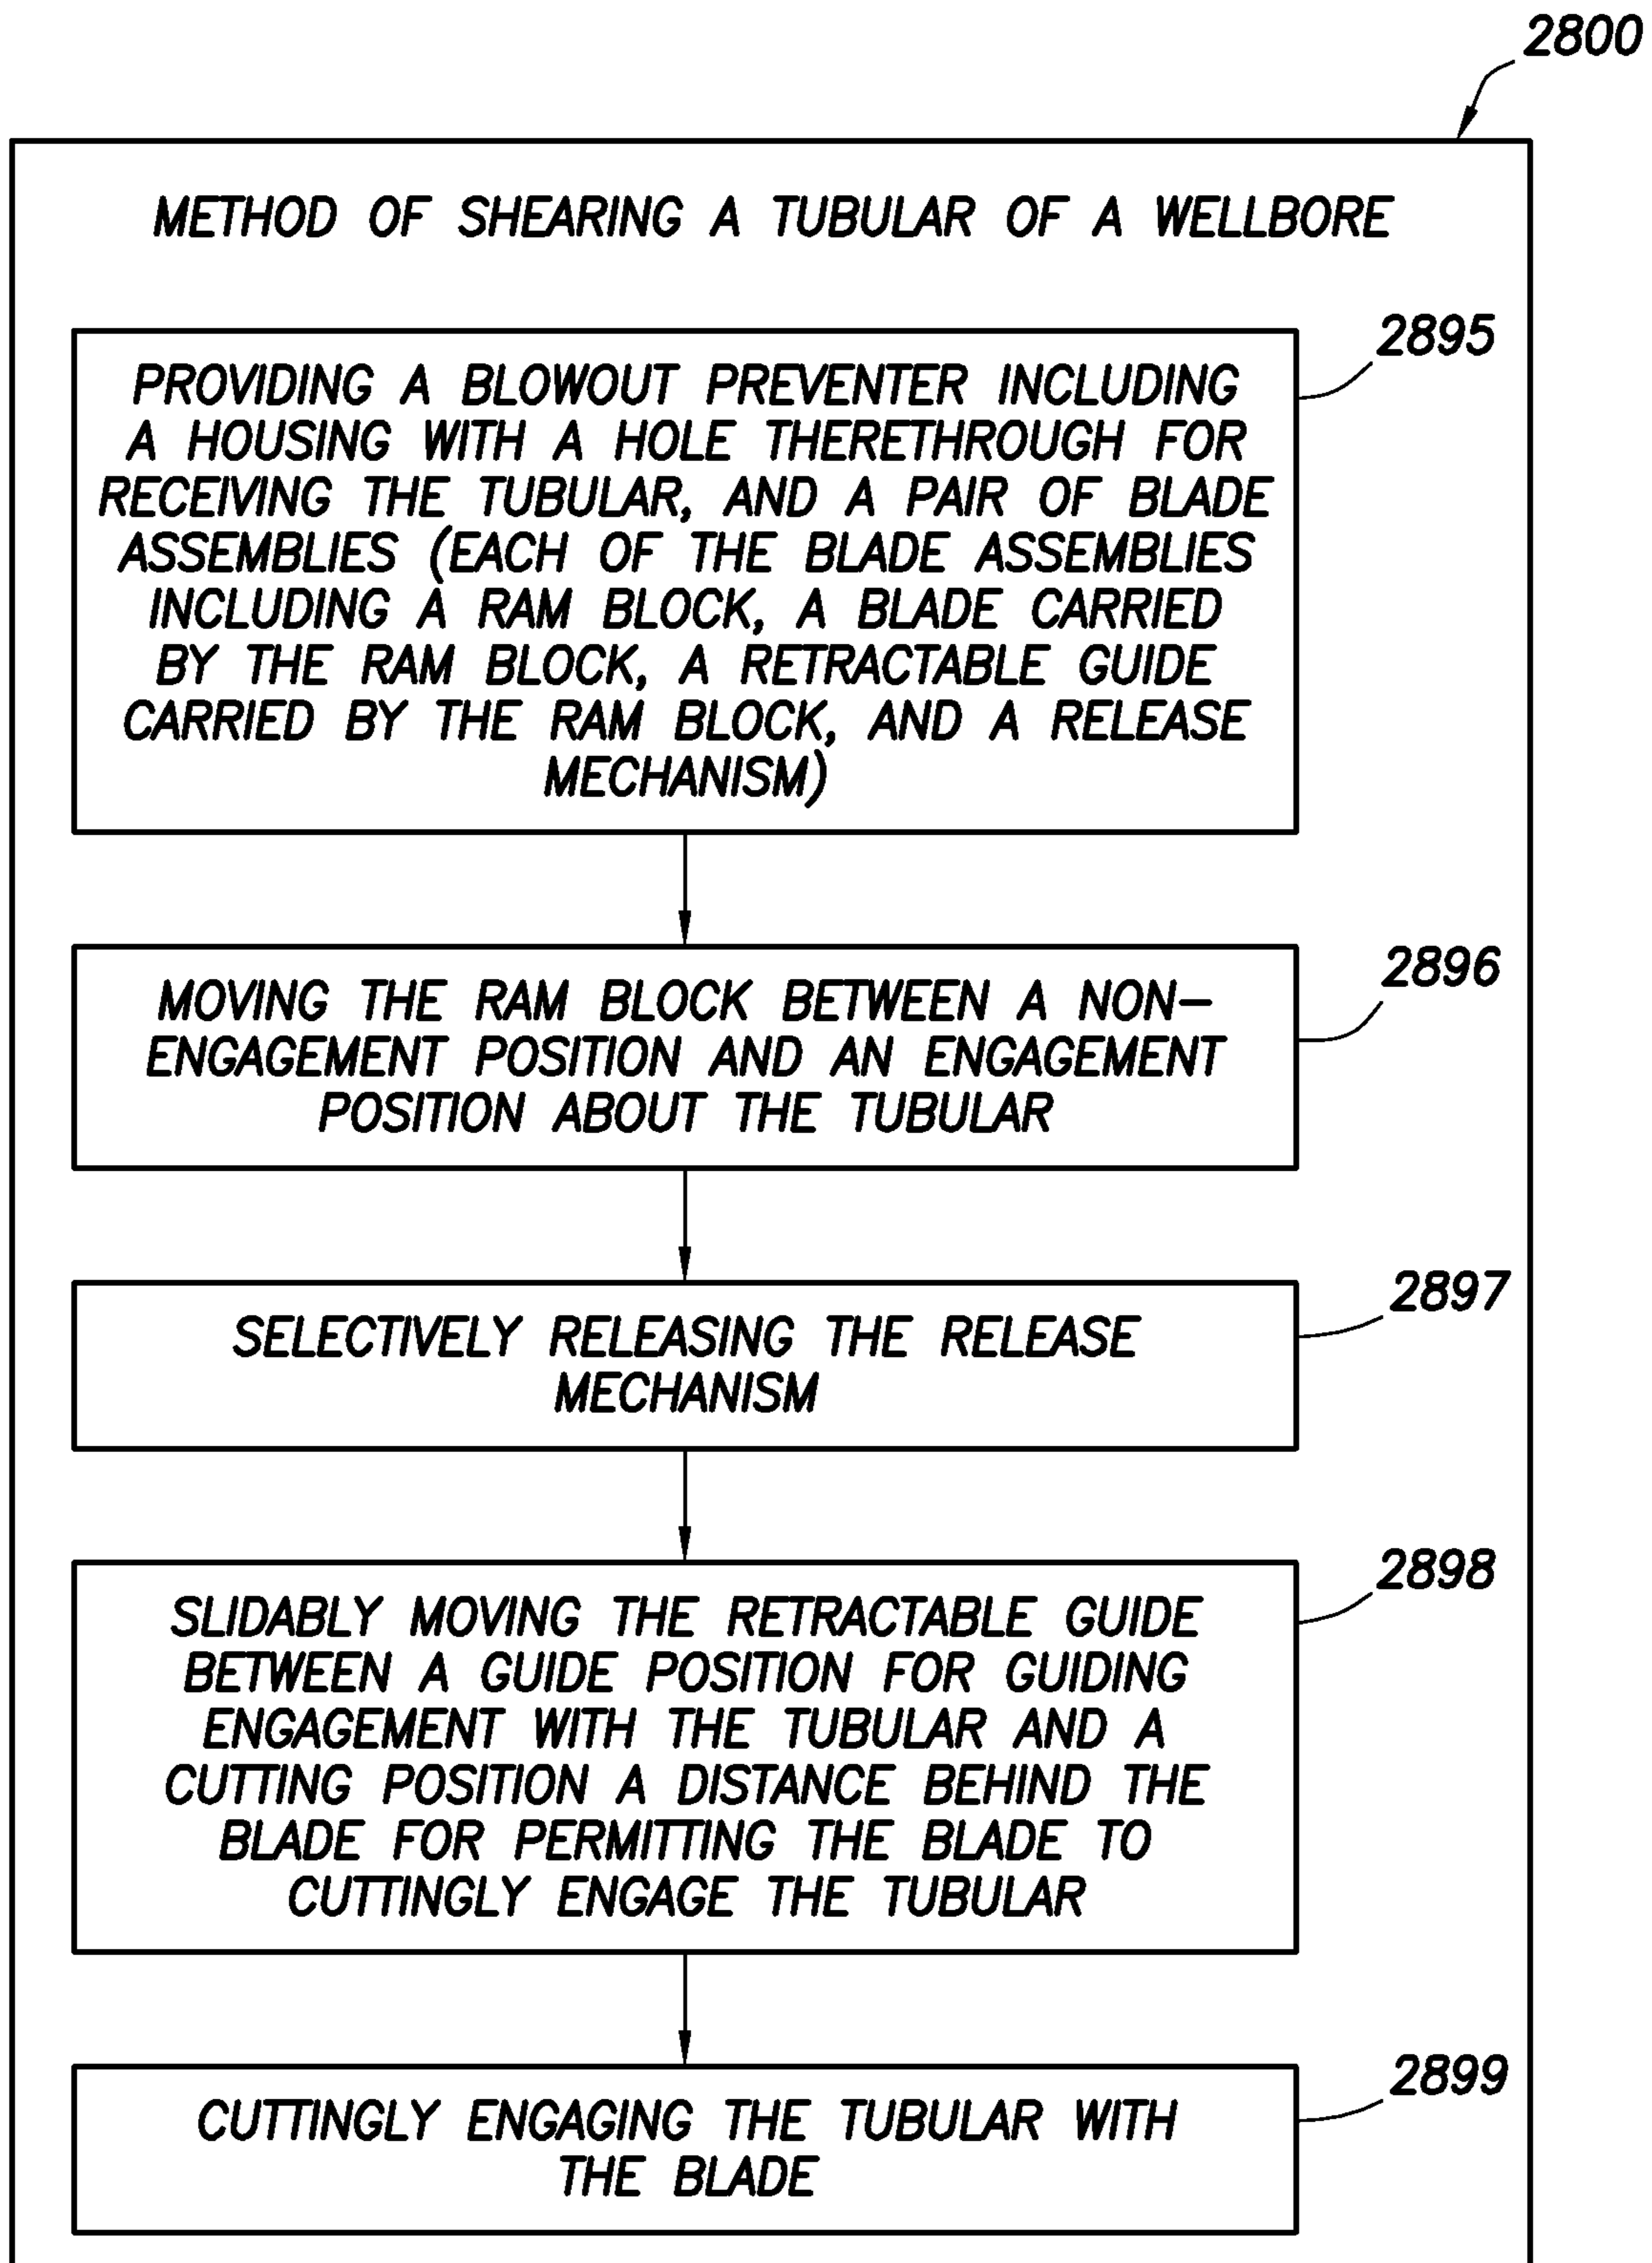 2800
METHOD OF SHEARING A TUBULAR OF A WELLBORE
2895
PROVIDING A BLOWOUT PREVENTER INCLUDING
A HOUSING WITH A HOLE THERETHROUGH FOR
RECEIVING THE TUBULAR, AND A PAIR OF BLADE
ASSEMBLIES (EACH OF THE BLADE ASSEMBLIES
INCLUDING A RAM BLOCK, A BLADE CARRIED
BY THE RAM BLOCK, A RETRACTABLE GUIDE
CARRIED BY THE RAM BLOCK, AND A RELEASE
MECHANISM)
2896
MOVING THE RAM BLOCK BETWEEN A NON-
ENGAGEMENT POSITION AND AN ENGAGEMENT
POSITION ABOUT THE TUBULAR
2897
SELECTIVELY RELEASING THE RELEASE
MECHANISM
2898
SLIDABLY MOVING THE RETRACTABLE GUIDE
BETWEEN A GUIDE POSITION FOR GUIDING
ENGAGEMENT WITH THE TUBULAR AND A
CUTTING POSITION A DISTANCE BEHIND THE
BLADE FOR PERMITTING THE BLADE TO
CUTTINGLY ENGAGE THE TUBULAR
2899
CUTTINGLY ENGAGING THE TUBULAR WITH
THE BLADE